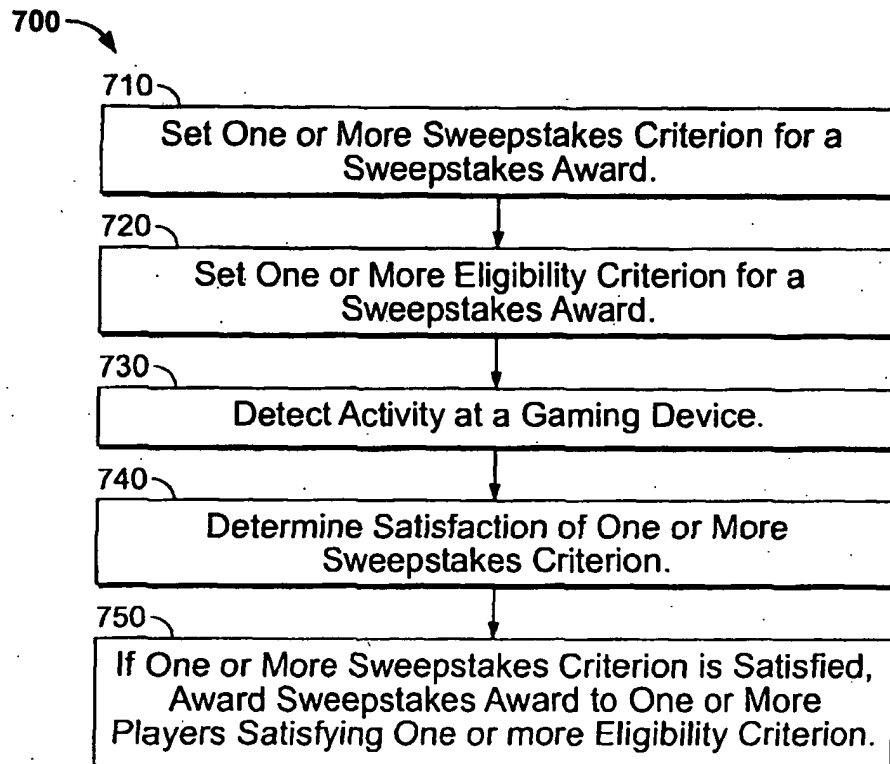 700
710
Set One or More Sweepstakes Criterion for a
Sweepstakes Award.
720
Set One or More Eligibility Criterion for a
Sweepstakes Award.
730
Detect Activity at a Gaming Device.
740
Determine Satisfaction of One or More
Sweepstakes Criterion.
750
If One or More Sweepstakes Criterion is Satisfied,
Award Sweepstakes Award to One or More
Players Satisfying One or more Eligibility Criterion.